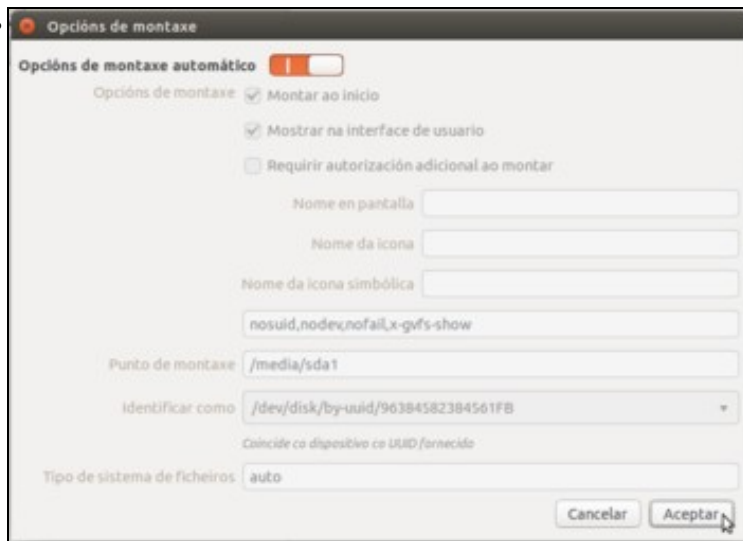 Opcións de montaxe
Opcións de montaxe automático
Opcións de montaxe Montar ao inicio
Mostrar na interface de usuario
Requirir autorización adicional ao montar
Nome en pantalla
Nome da icona
Nome da icona simbólica
nosuid,nodev,nofail,x-gvfs-show
Punto de montaxe /media/sda1
Identificar como /dev/disk/by-uuid/96384582384561FB
Coincide co dispositivo co UUID fornecido
Tipo de sistema de ficheiros auto
Cancelar Aceptar